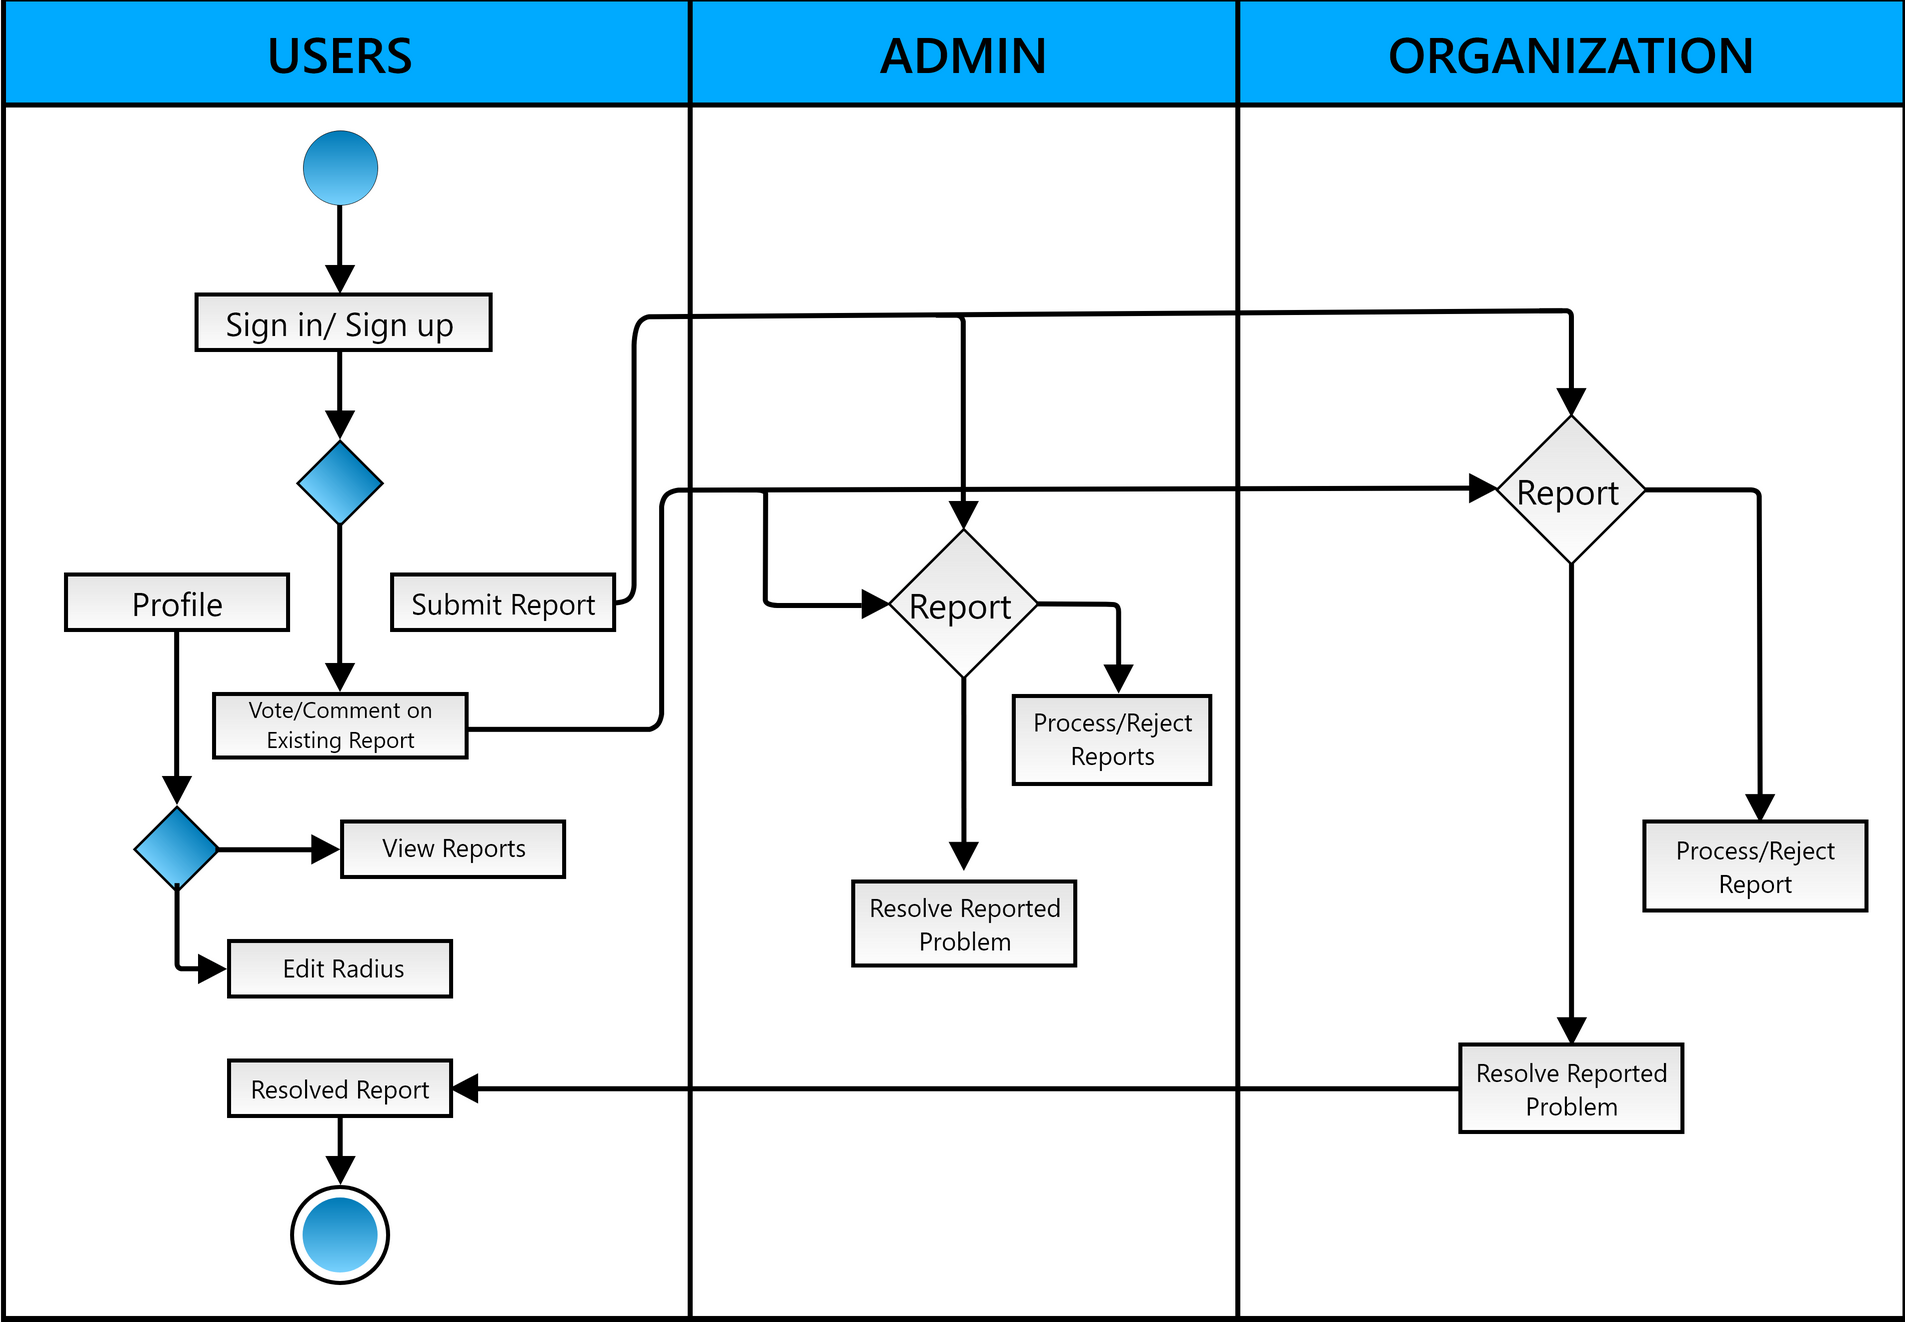 USERS
ADMIN
ORGANIZATION
Sign in/ Sign up
Report
Profile
Submit Report
Report
Vote/Comment on
Existing Report
Process/Reject
Reports
View Reports
Process/Reject
Report
Resolve Reported
Problem
Edit Radius
Resolved Report
Resolve Reported
Problem